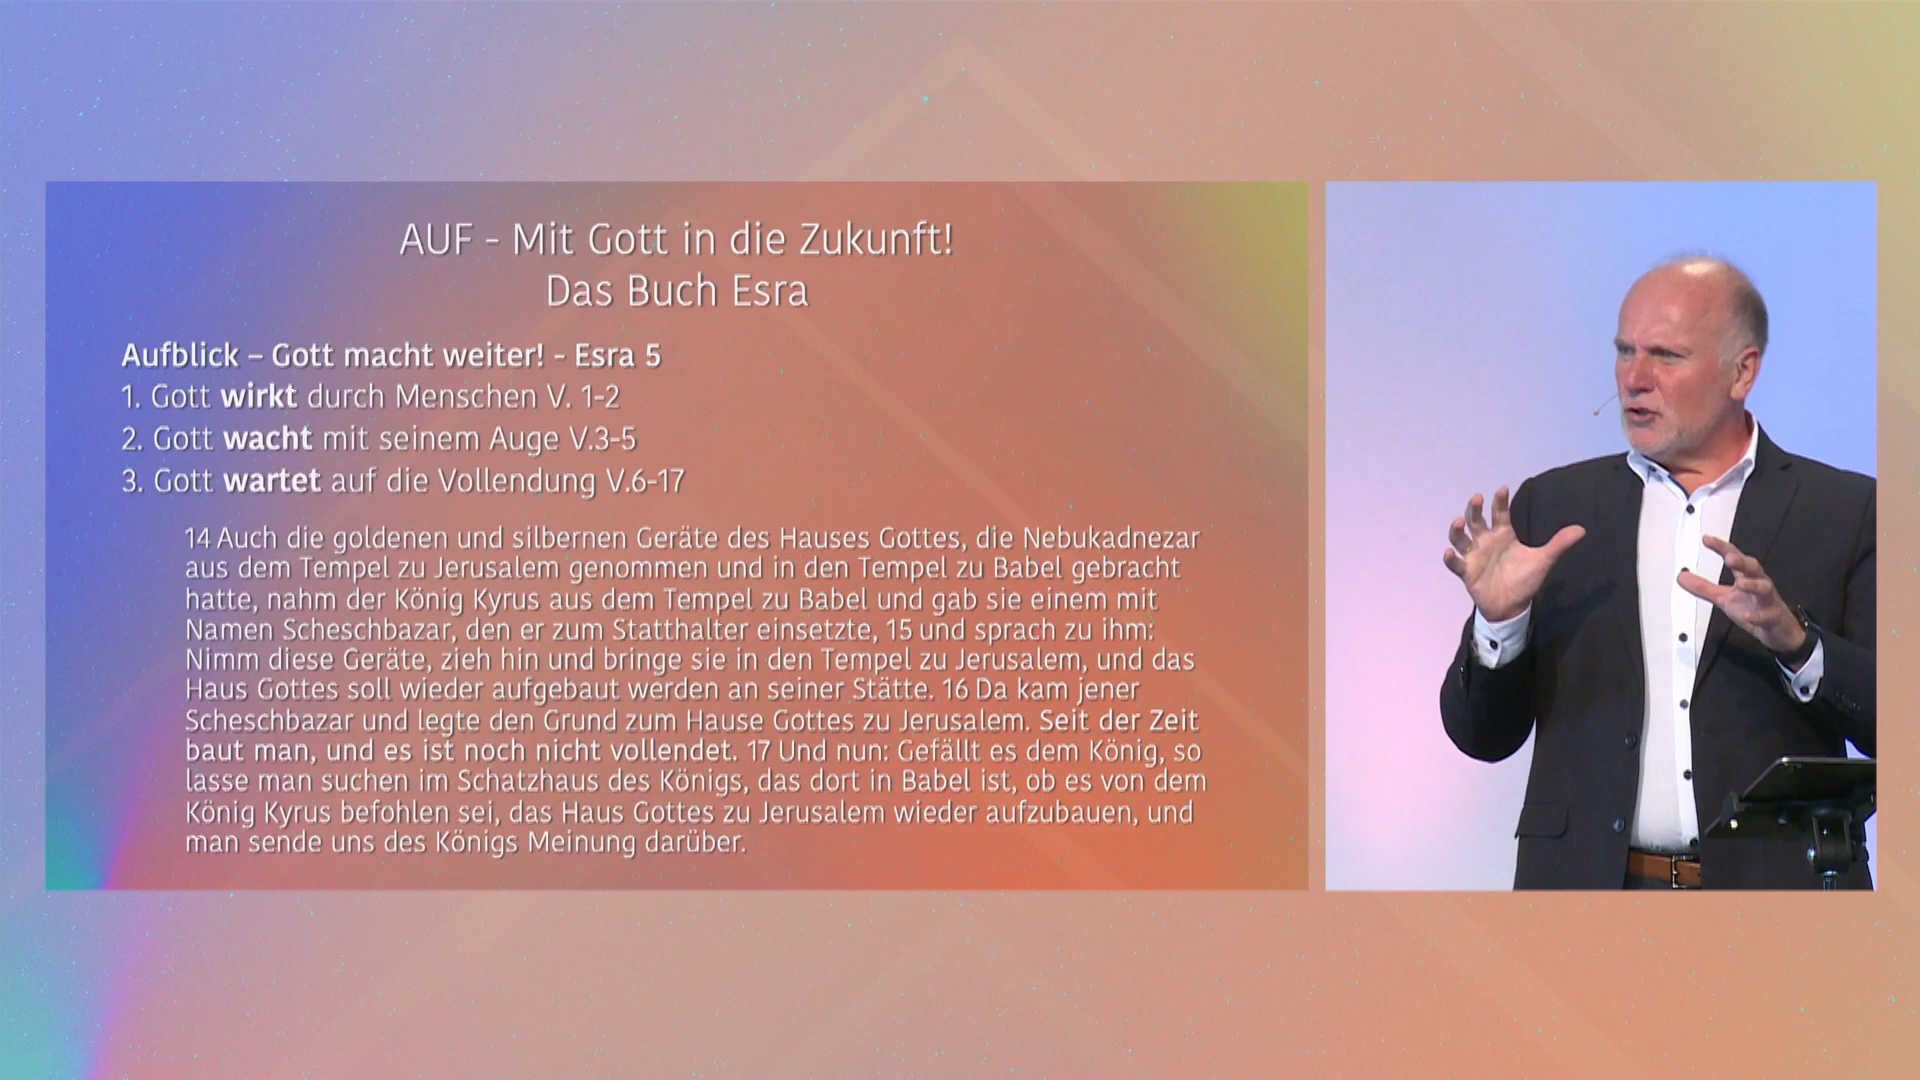 AUF - Mit Gott in die Zukunft!
Das Buch Esra
Aufblick – Gott macht weiter! - Esra 5
1. Gott wirkt durch Menschen V. 1-2
2. Gott wacht mit seinem Auge V.3-5
3. Gott wartet auf die Vollendung V.6-17
14 Auch die goldenen und silbernen Geräte des Hauses Gottes, die Nebukadnezar
aus dem Tempel zu Jerusalem genommen und in den Tempel zu Babel gebracht
hatte, nahm der König Kyrus aus dem Tempel zu Babel und gab sie einem mit
Namen Scheschbazar, den er zum Statthalter einsetzte, 15 und sprach zu ihm:
Nimm diese Geräte, zieh hin und bringe sie in den Tempel zu Jerusalem, und das
Haus Gottes soll wieder aufgebaut werden an seiner Stätte. 16 Da kam jener
Scheschbazar und legte den Grund zum Hause Gottes zu Jerusalem. Seit der Zeit
baut man, und es ist noch nicht vollendet. 17 Und nun: Gefällt es dem König, so
lasse man suchen im Schatzhaus des Königs, das dort in Babel ist, ob es von dem
König Kyrus befohlen sei, das Haus Gottes zu Jerusalem wieder aufzubauen, und
man sende uns des Königs Meinung darüber.